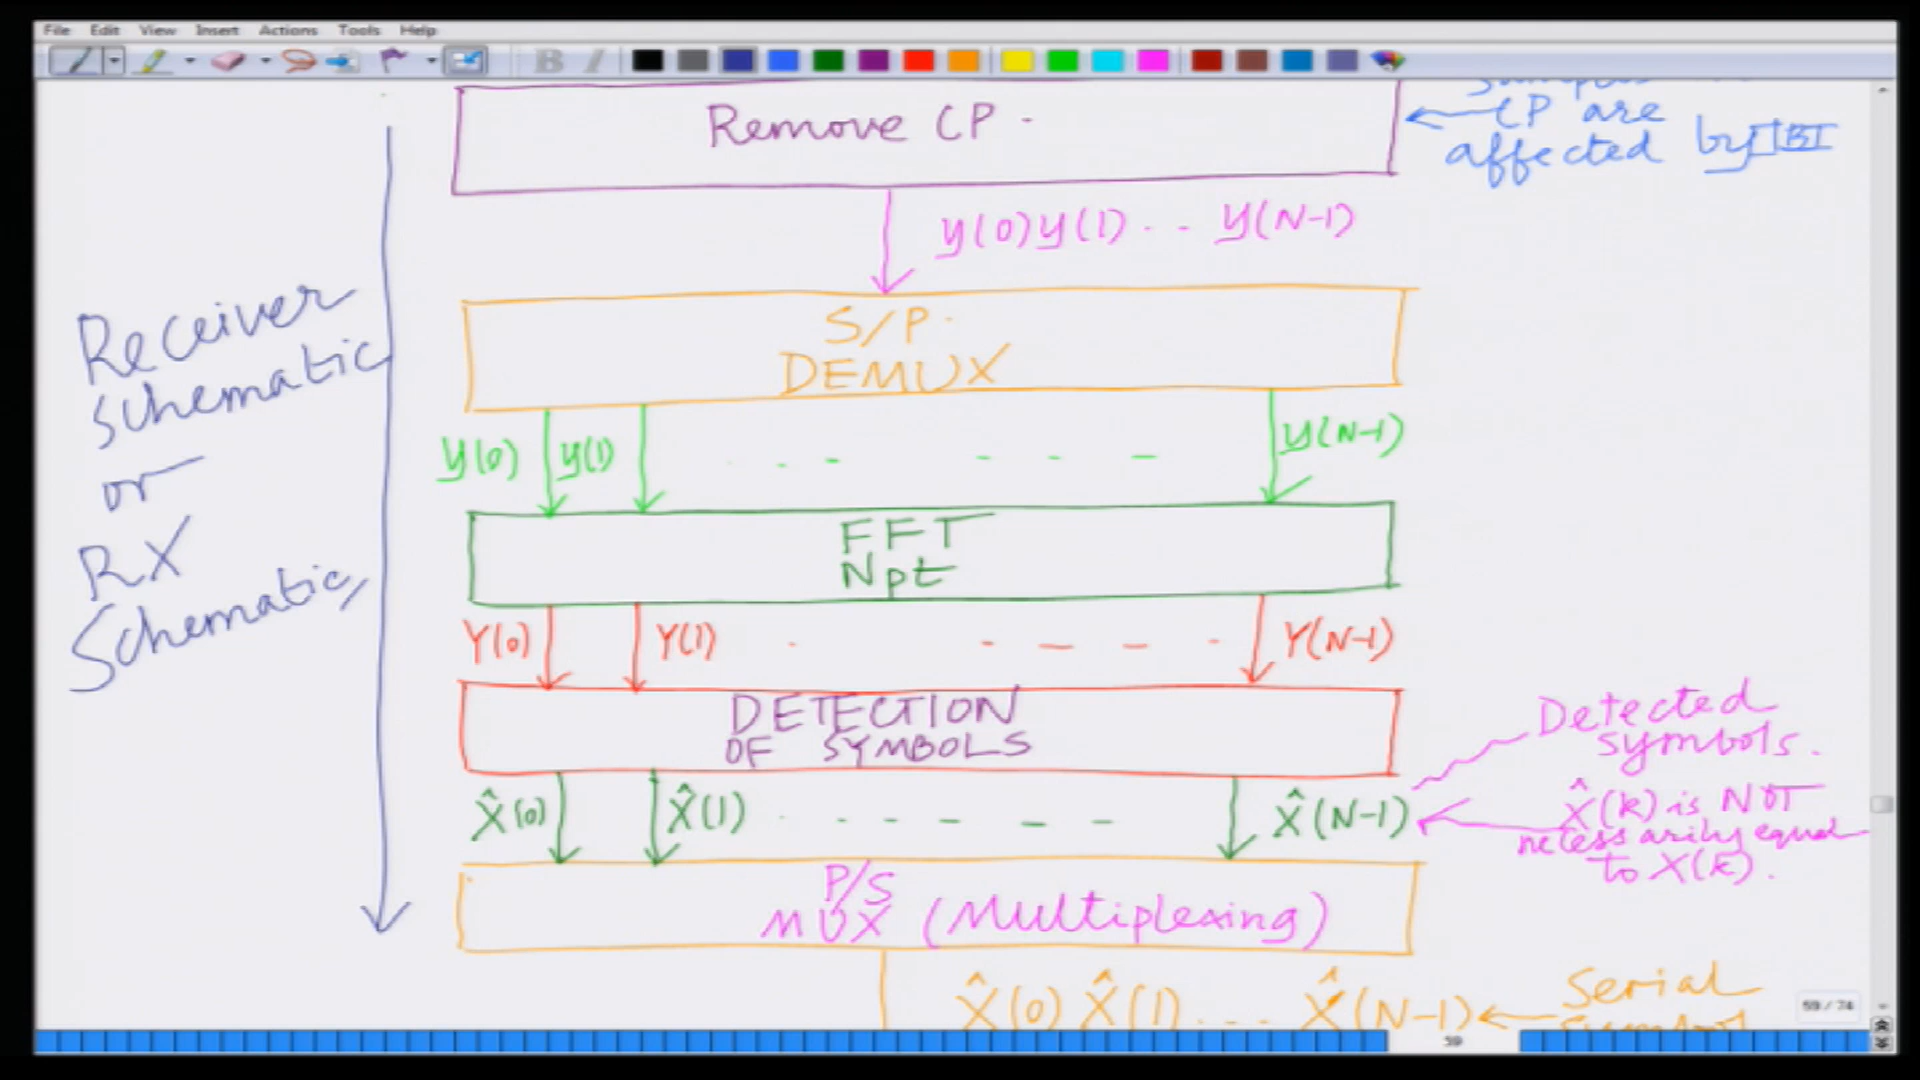 File Edit View Insert Actions Tools Help
B I
Remove CP.
CP are
affected by IBI
y(0) y(1) . . - y(N-1)
S/P.
DEMUX
y(0) y(1) . . - - - - y(N-1)
FFT
Npt
Y(0) Y(1) . - - - . Y(N-1)
DETECTION
OF SYMBOLS
X̂(0) X̂(1) . . - - - - X̂(N-1)
P/S
MUX (Multiplexing)
X̂(0) X̂(1) . . - - X̂(N-1)
Receiver
schematic
or
RX
Schematic
Detected
symbols.
X̂(k) is NOT
necessarily equal
to X(k).
Serial
59 / 74
59